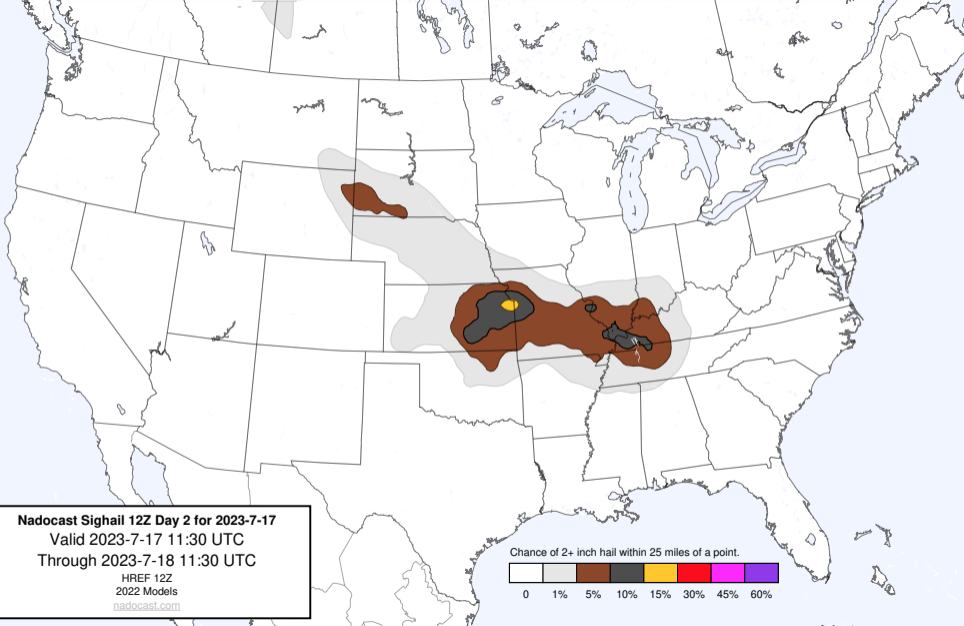 Nadocast Sighail 12Z Day 2 for 2023-7-17
Valid 2023-7-17 11:30 UTC
Through 2023-7-18 11:30 UTC
HREF 12Z
2022 Models
nadocast.com
Chance of 2+ inch hail within 25 miles of a point.
0 1% 5% 10% 15% 30% 45% 60%